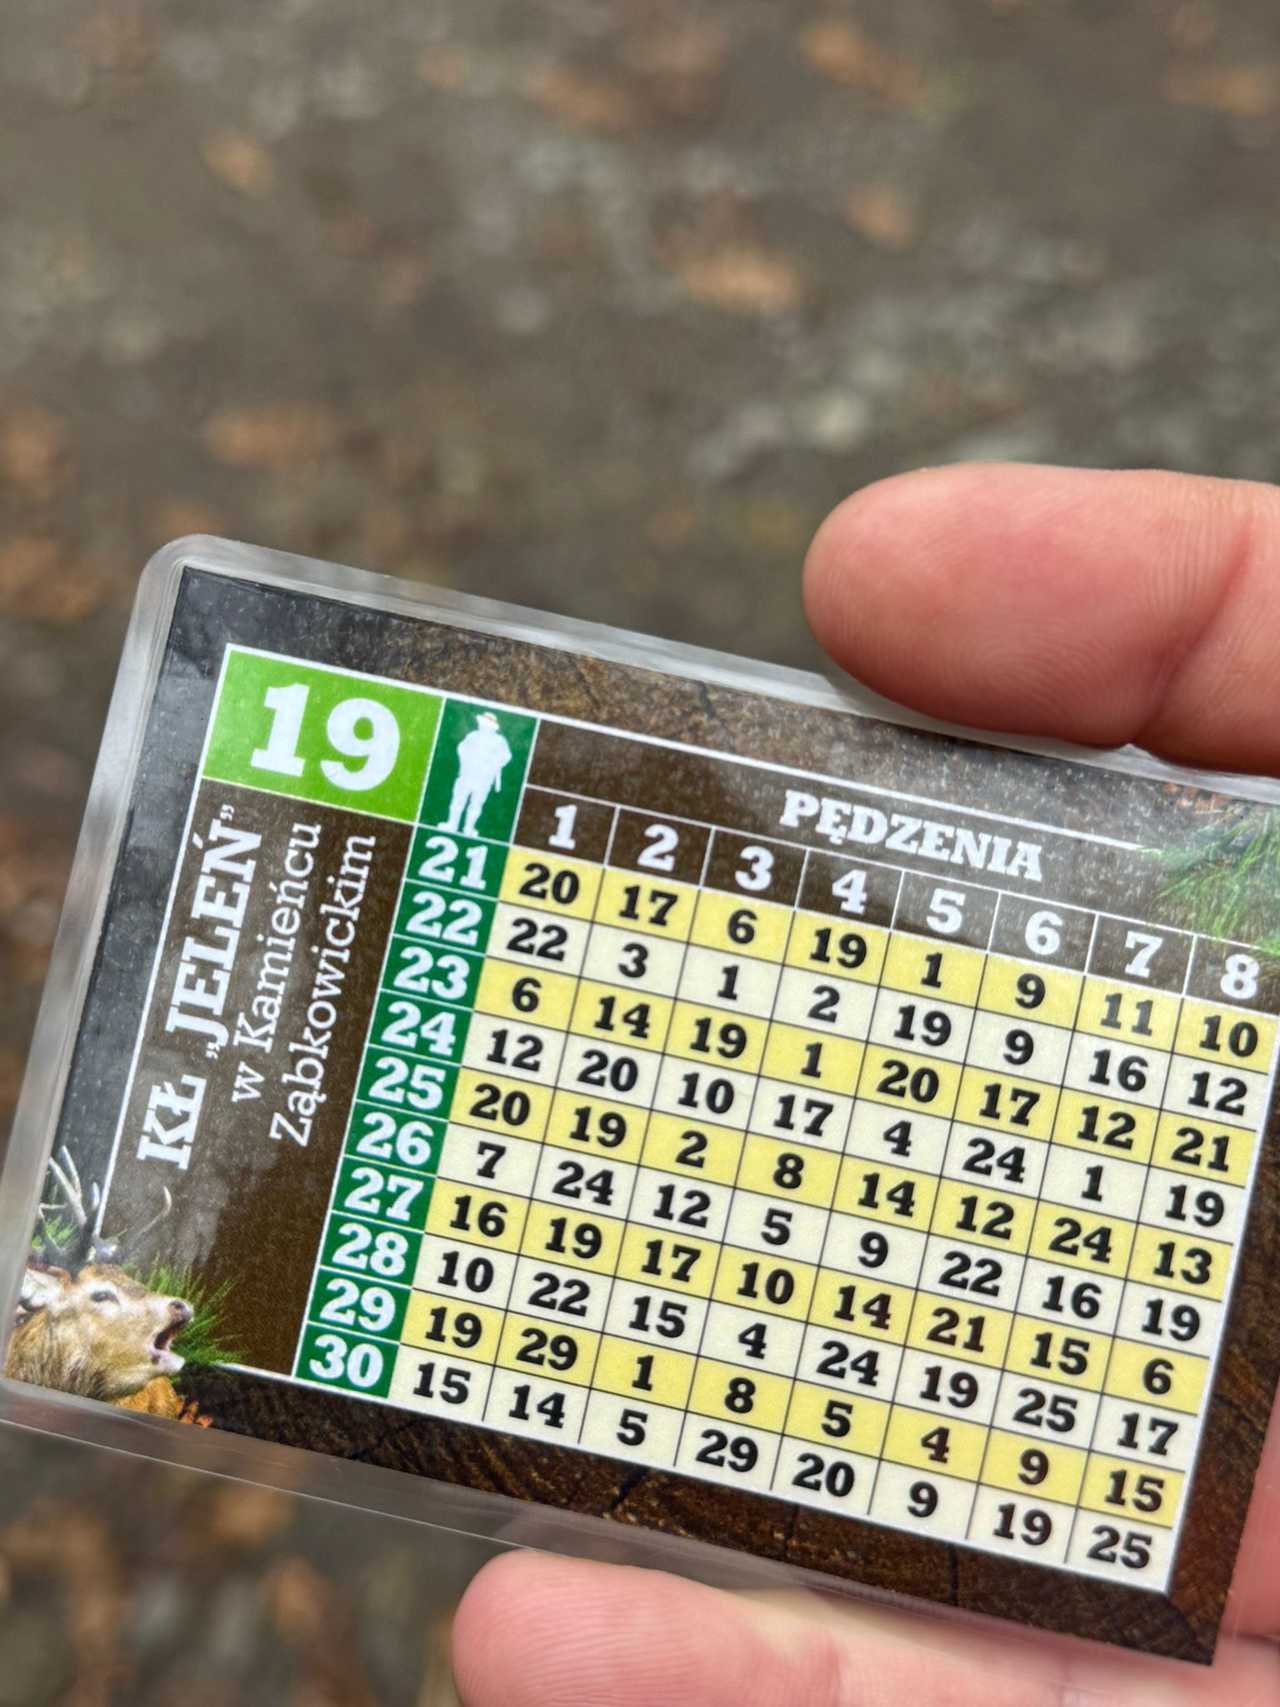 19
KŁ „JELEŃ”
w Kamieńcu
Ząbkowickim
PĘDZENIA
1 2 3 4 5 6 7 8
21 20 17 6 19 1 9 11 10
22 22 3 1 2 19 9 16 12
23 6 14 19 1 20 17 12 21
24 12 20 10 17 4 24 1 19
25 20 19 2 8 14 12 24 13
26 7 24 12 5 9 22 16 19
27 16 19 17 10 14 21 15 6
28 10 22 15 4 24 19 25 17
29 19 29 1 8 5 4 9 15
30 15 14 5 29 20 9 19 25